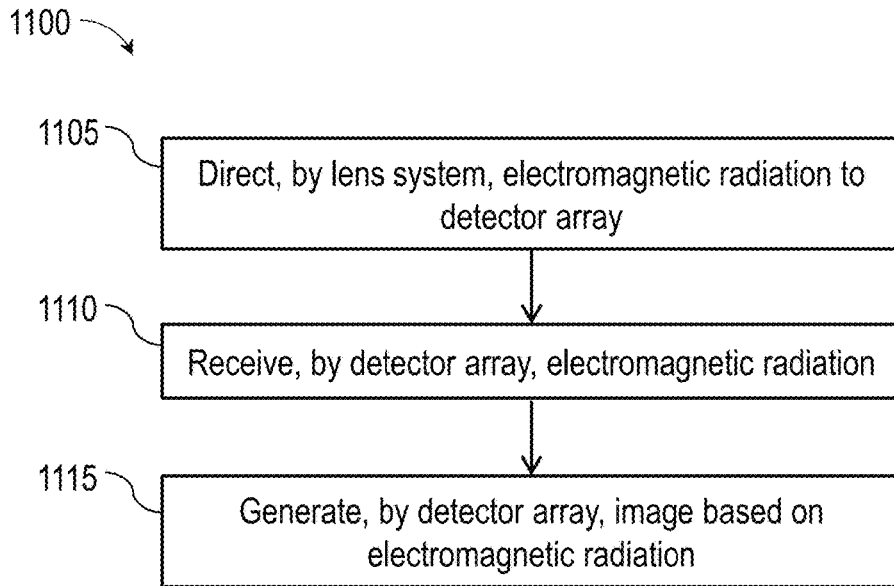 1100
1105
Direct, by lens system, electromagnetic radiation to
detector array
1110
Receive, by detector array, electromagnetic radiation
1115
Generate, by detector array, image based on
electromagnetic radiation